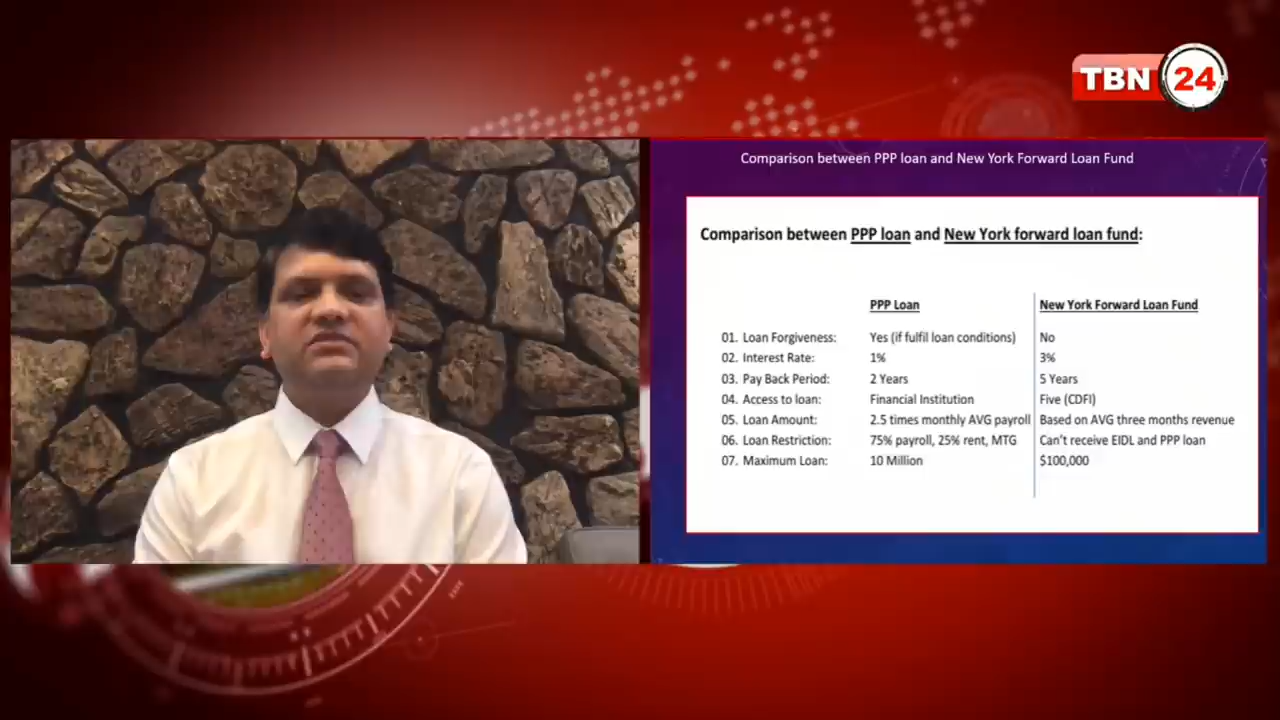 TBN 24
Comparison between PPP loan and New York Forward Loan Fund
Comparison between PPP loan and New York forward loan fund:
PPP Loan New York Forward Loan Fund
01. Loan Forgiveness: Yes (if fulfil loan conditions) No
02. Interest Rate: 1% 3%
03. Pay Back Period: 2 Years 5 Years
04. Access to loan: Financial Institution Five (CDFI)
05. Loan Amount: 2.5 times monthly AVG payroll Based on AVG three months revenue
06. Loan Restriction: 75% payroll, 25% rent, MTG Can't receive EIDL and PPP loan
07. Maximum Loan: 10 Million $100,000